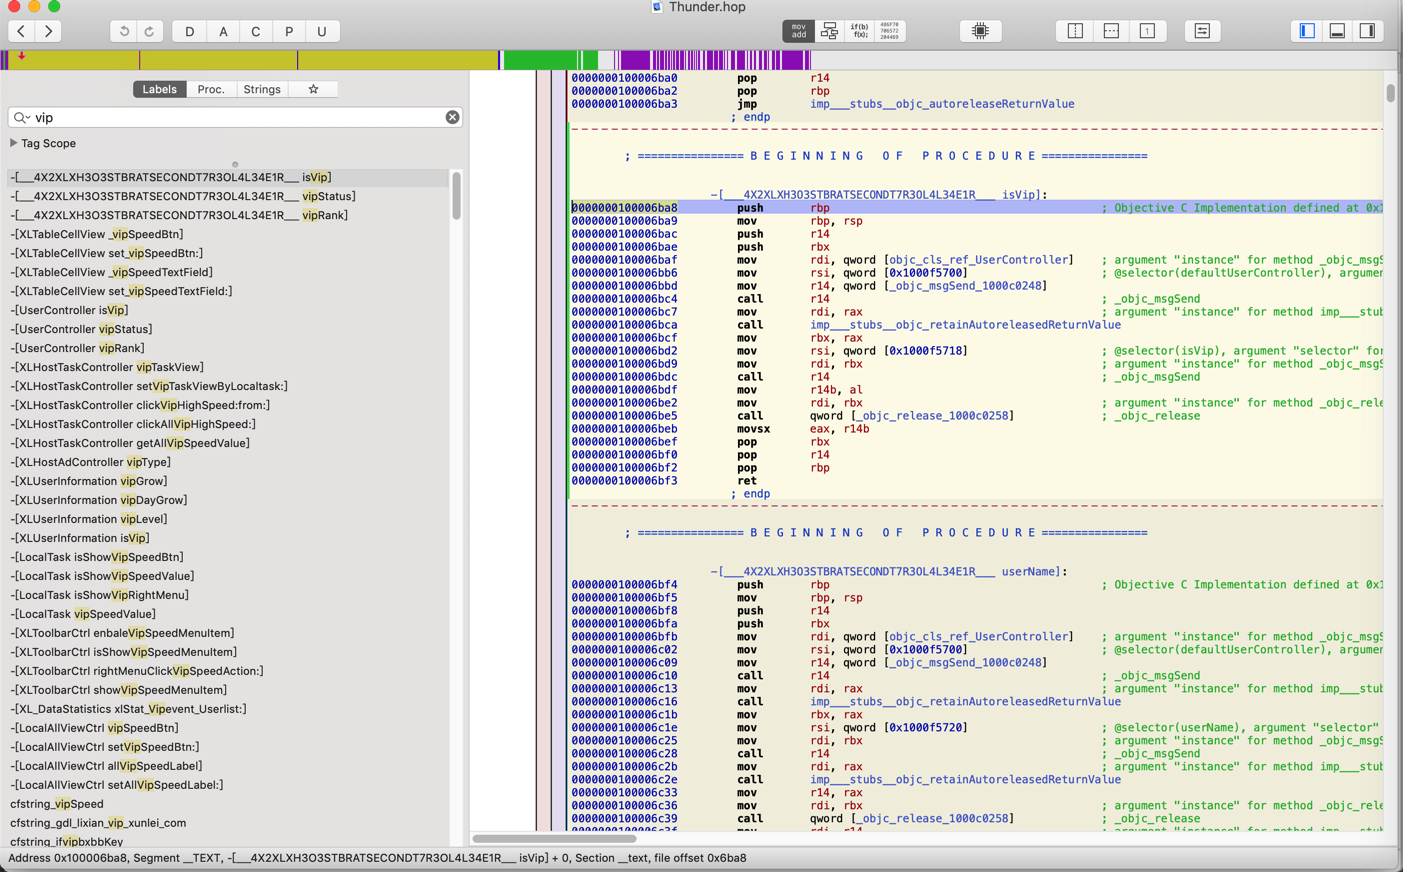 Thunder.hop
D A C P U
mov
add
if(b)
f(x);
Labels Proc. Strings ☆
vip
Tag Scope
-[___4X2XLXH3O3STBRATSECONDT7R3OL4L34E1R___ isVip]
-[___4X2XLXH3O3STBRATSECONDT7R3OL4L34E1R___ vipStatus]
-[___4X2XLXH3O3STBRATSECONDT7R3OL4L34E1R___ vipRank]
-[XLTableCellView _vipSpeedBtn]
-[XLTableCellView set_vipSpeedBtn:]
-[XLTableCellView _vipSpeedTextField]
-[XLTableCellView set_vipSpeedTextField:]
-[UserController isVip]
-[UserController vipStatus]
-[UserController vipRank]
-[XLHostTaskController vipTaskView]
-[XLHostTaskController setVipTaskViewByLocaltask:]
-[XLHostTaskController clickVipHighSpeed:from:]
-[XLHostTaskController clickAllVipHighSpeed:]
-[XLHostTaskController getAllVipSpeedValue]
-[XLHostAdController vipType]
-[XLUserInformation vipGrow]
-[XLUserInformation vipDayGrow]
-[XLUserInformation vipLevel]
-[XLUserInformation isVip]
-[LocalTask isShowVipSpeedBtn]
-[LocalTask isShowVipSpeedValue]
-[LocalTask isShowVipRightMenu]
-[LocalTask vipSpeedValue]
-[XLToolbarCtrl enbaleVipSpeedMenuItem]
-[XLToolbarCtrl isShowVipSpeedMenuItem]
-[XLToolbarCtrl rightMenuClickVipSpeedAction:]
-[XLToolbarCtrl showVipSpeedMenuItem]
-[XL_DataStatistics xlStat_Vipevent_Userlist:]
-[LocalAllViewCtrl vipSpeedBtn]
-[LocalAllViewCtrl setVipSpeedBtn:]
-[LocalAllViewCtrl allVipSpeedLabel]
-[LocalAllViewCtrl setAllVipSpeedLabel:]
cfstring_vipSpeed
cfstring_gdl_lixian_vip_xunlei_com
cfstring_ifvipbxbbKey
0000000100006ba0 pop r14
0000000100006ba2 pop rbp
0000000100006ba3 jmp imp___stubs__objc_autoreleaseReturnValue
; endp
; ================ B E G I N N I N G   O F   P R O C E D U R E ================
-[___4X2XLXH3O3STBRATSECONDT7R3OL4L34E1R___ isVip]:
0000000100006ba8 push rbp ; Objective C Implementation defined at 0x1
0000000100006ba9 mov rbp, rsp
0000000100006bac push r14
0000000100006bae push rbx
0000000100006baf mov rdi, qword [objc_cls_ref_UserController] ; argument "instance" for method _objc_msgS
0000000100006bb6 mov rsi, qword [0x1000f5700] ; @selector(defaultUserController), argumen
0000000100006bbd mov r14, qword [_objc_msgSend_1000c0248]
0000000100006bc4 call r14 ; _objc_msgSend
0000000100006bc7 mov rdi, rax ; argument "instance" for method imp___stub
0000000100006bca call imp___stubs__objc_retainAutoreleasedReturnValue
0000000100006bcf mov rbx, rax
0000000100006bd2 mov rsi, qword [0x1000f5718] ; @selector(isVip), argument "selector" for
0000000100006bd9 mov rdi, rbx ; argument "instance" for method _objc_msgS
0000000100006bdc call r14 ; _objc_msgSend
0000000100006bdf mov r14b, al
0000000100006be2 mov rdi, rbx ; argument "instance" for method _objc_rele
0000000100006be5 call qword [_objc_release_1000c0258] ; _objc_release
0000000100006beb movsx eax, r14b
0000000100006bef pop rbx
0000000100006bf0 pop r14
0000000100006bf2 pop rbp
0000000100006bf3 ret
; endp
; ================ B E G I N N I N G   O F   P R O C E D U R E ================
-[___4X2XLXH3O3STBRATSECONDT7R3OL4L34E1R___ userName]:
0000000100006bf4 push rbp ; Objective C Implementation defined at 0x1
0000000100006bf5 mov rbp, rsp
0000000100006bf8 push r14
0000000100006bfa push rbx
0000000100006bfb mov rdi, qword [objc_cls_ref_UserController] ; argument "instance" for method _objc_msgS
0000000100006c02 mov rsi, qword [0x1000f5700] ; @selector(defaultUserController), argumen
0000000100006c09 mov r14, qword [_objc_msgSend_1000c0248]
0000000100006c10 call r14 ; _objc_msgSend
0000000100006c13 mov rdi, rax ; argument "instance" for method imp___stub
0000000100006c16 call imp___stubs__objc_retainAutoreleasedReturnValue
0000000100006c1b mov rbx, rax
0000000100006c1e mov rsi, qword [0x1000f5720] ; @selector(userName), argument "selector"
0000000100006c25 mov rdi, rbx ; argument "instance" for method _objc_msgS
0000000100006c28 call r14 ; _objc_msgSend
0000000100006c2b mov rdi, rax ; argument "instance" for method imp___stub
0000000100006c2e call imp___stubs__objc_retainAutoreleasedReturnValue
0000000100006c33 mov r14, rax
0000000100006c36 mov rdi, rbx ; argument "instance" for method _objc_rele
0000000100006c39 call qword [_objc_release_1000c0258] ; _objc_release
0000000100006c3f mov rdi, r14 ; argument "instance" for method imp___stub
Address 0x100006ba8, Segment __TEXT, -[___4X2XLXH3O3STBRATSECONDT7R3OL4L34E1R___ isVip] + 0, Section __text, file offset 0x6ba8